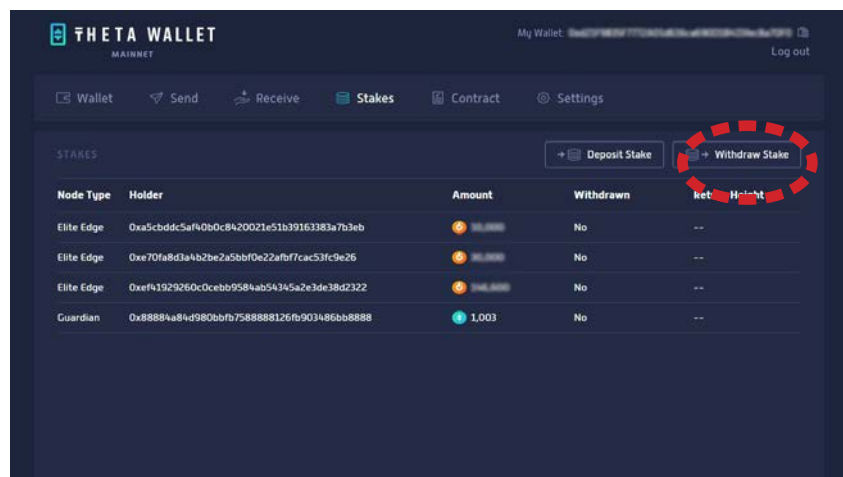 THETA WALLET
MAINNET
My Wallet:
Log out
Wallet Send Receive Stakes Contract Settings
STAKES
Deposit Stake
Withdraw Stake
Node Type Holder Amount Withdrawn Height
Elite Edge 0xa5cbddc5af40b0c8420021e51b39163383a7b3eb No --
Elite Edge 0xe70fa8d3a4b2be2a5bbf0e22afbf7cac53fc9e26 No --
Elite Edge 0xef41929260c0cebb9584ab54345a2e3de38d2322 No --
Guardian 0x88884a84d980bbfb7588888126fb903486bb8888 1,003 No --